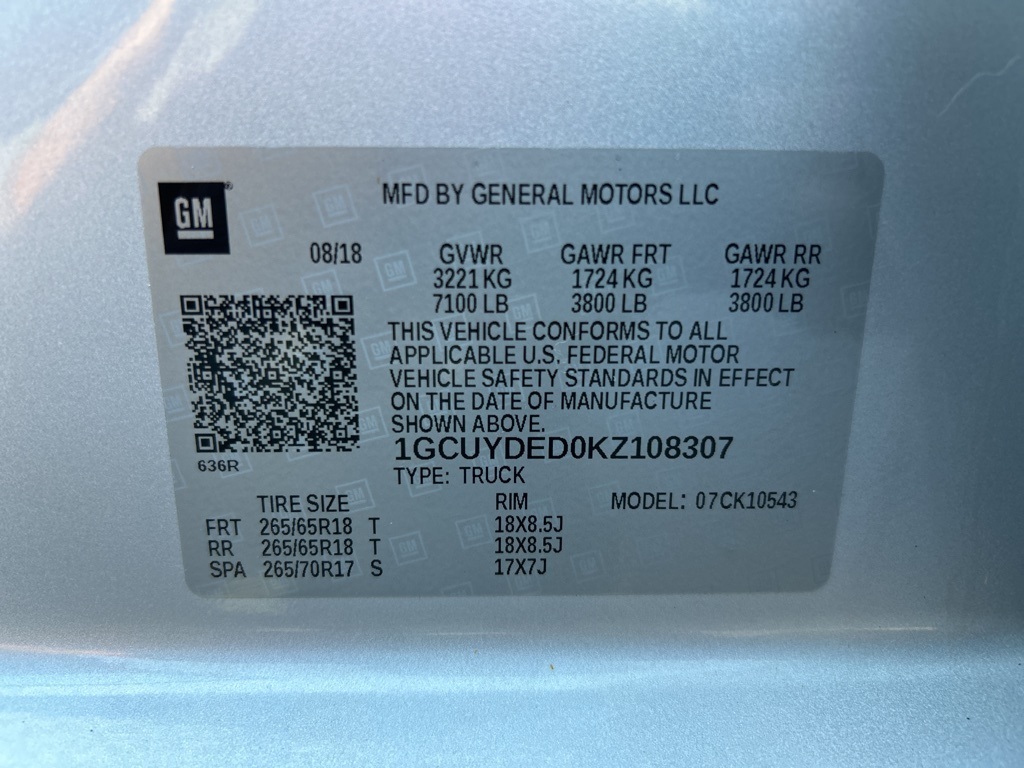 GM®
MFD BY GENERAL MOTORS LLC
08/18 GVWR GAWR FRT GAWR RR
3221 KG 1724 KG 1724 KG
7100 LB 3800 LB 3800 LB
THIS VEHICLE CONFORMS TO ALL
APPLICABLE U.S. FEDERAL MOTOR
VEHICLE SAFETY STANDARDS IN EFFECT
ON THE DATE OF MANUFACTURE
SHOWN ABOVE.
1GCUYDED0KZ108307
636R
TYPE: TRUCK
TIRE SIZE RIM MODEL: 07CK10543
FRT 265/65R18 T 18X8.5J
RR 265/65R18 T 18X8.5J
SPA 265/70R17 S 17X7J